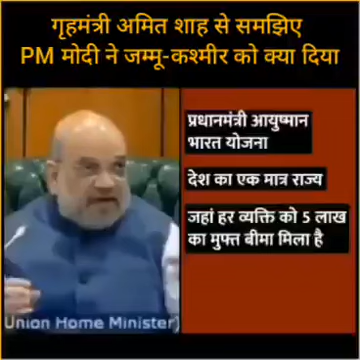 गृहमंत्री अमित शाह से समझिए
PM मोदी ने जम्मू-कश्मीर को क्या दिया
प्रधानमंत्री आयुष्मान
भारत योजना
देश का एक मात्र राज्य
जहां हर व्यक्ति को 5 लाख
का मुफ्त बीमा मिला है
Union Home Minister)